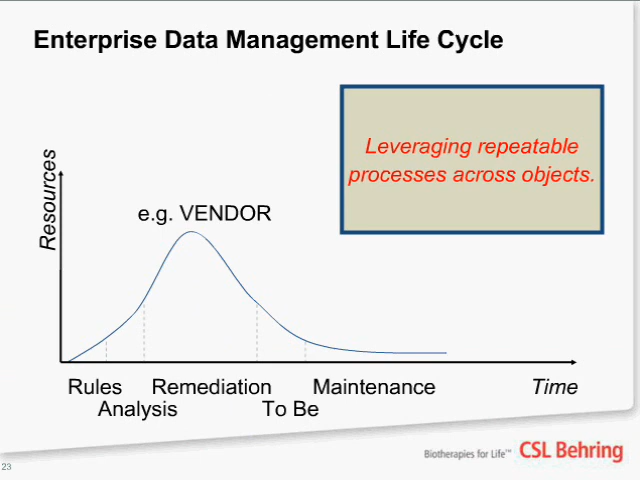 Enterprise Data Management Life Cycle
Leveraging repeatable
processes across objects.
Resources
e.g. VENDOR
Rules
Analysis
Remediation
To Be
Maintenance
Time
23
Biotherapies for Life™ CSL Behring